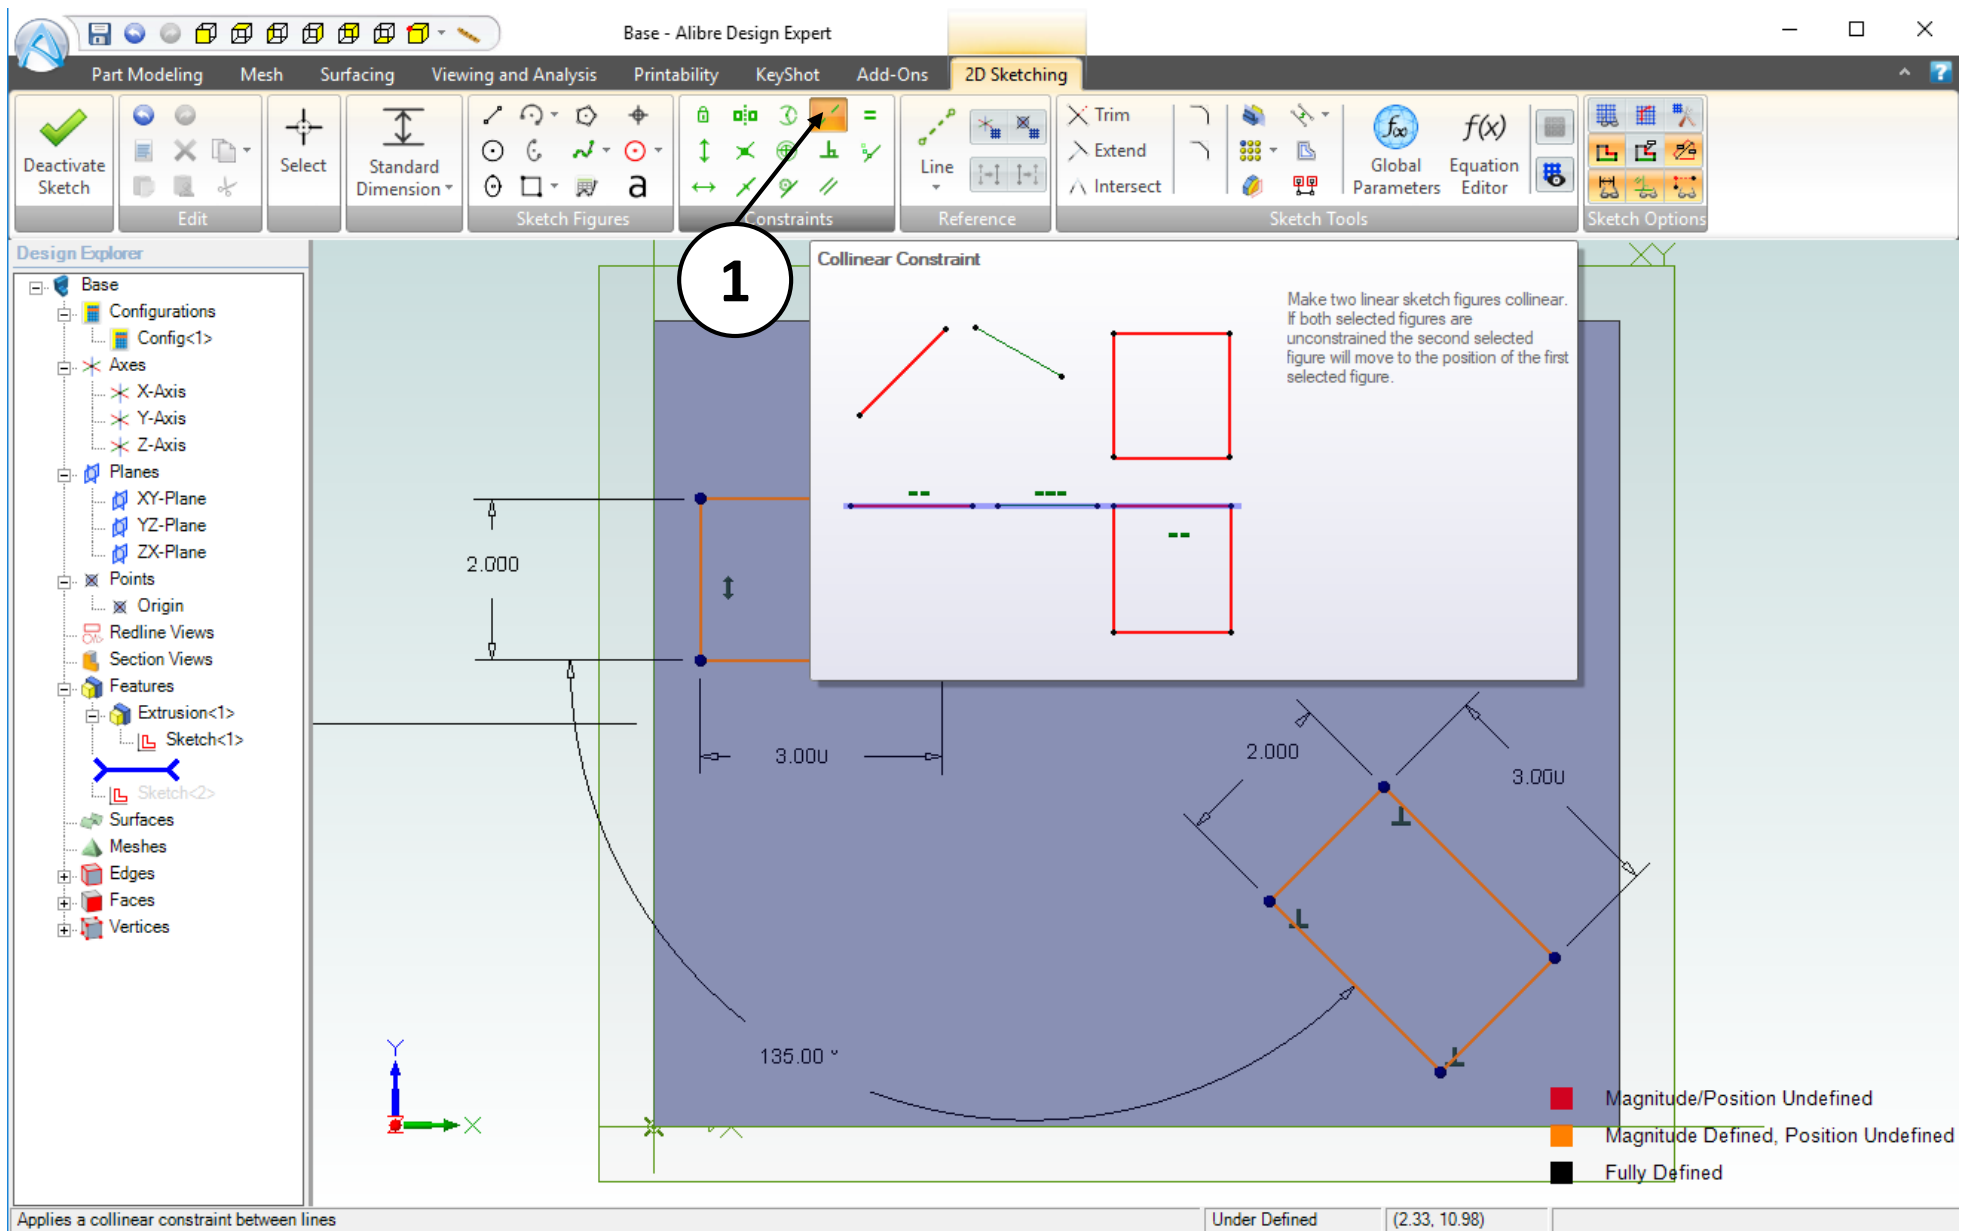 Base - Alibre Design Expert
Part Modeling
Mesh
Surfacing
Viewing and Analysis
Printability
KeyShot
Add-Ons
2D Sketching
?
Deactivate
Sketch
Edit
Select
Standard
Dimension
a
Sketch Figures
Constraints
Line
Reference
Trim
Extend
Intersect
Sketch Tools
f∞
Global
Parameters
f(x)
Equation
Editor
Sketch Options
1
Design Explorer
Base
Configurations
Config<1>
Axes
X-Axis
Y-Axis
Z-Axis
Planes
XY-Plane
YZ-Plane
ZX-Plane
Points
Origin
Redline Views
Section Views
Features
Extrusion<1>
Sketch<1>
Sketch<2>
Surfaces
Meshes
Edges
Faces
Vertices
Collinear Constraint
Make two linear sketch figures collinear.
If both selected figures are
unconstrained the second selected
figure will move to the position of the first
selected figure.
XY
2.000
3.000
2.000
3.000
135.00 °
Y
X
X
Magnitude/Position Undefined
Magnitude Defined, Position Undefined
Fully Defined
Applies a collinear constraint between lines
Under Defined
(2.33, 10.98)